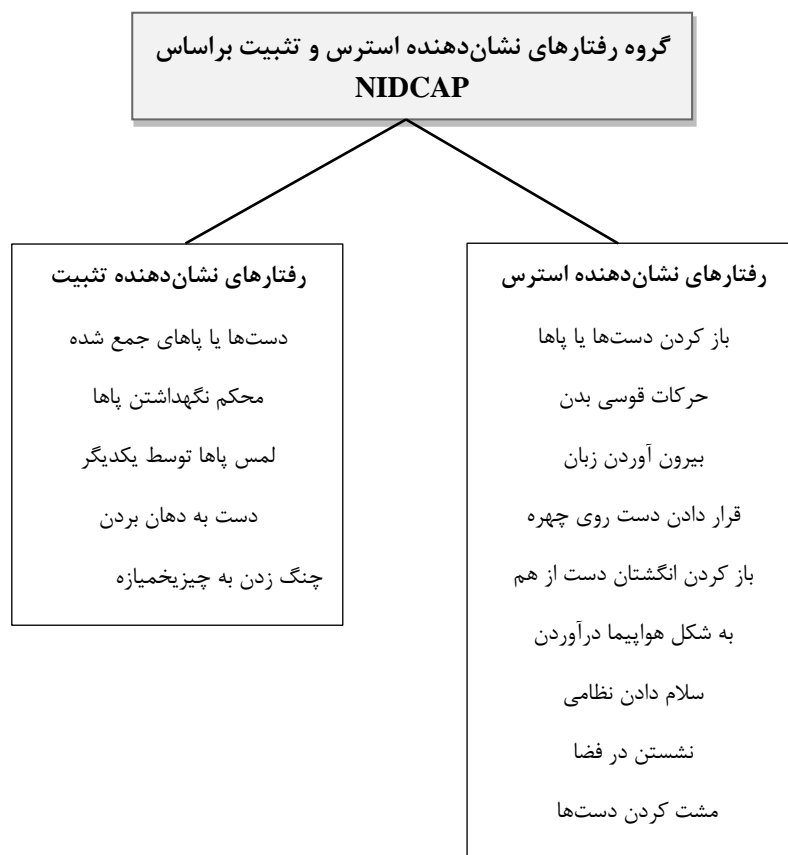 گروه رفتارهای نشان‌دهنده استرس و تثبیت براساس
NIDCAP
رفتارهای نشان‌دهنده استرس
باز کردن دست‌ها یا پاها
حرکات قوسی بدن
بیرون آوردن زبان
قرار دادن دست روی چهره
باز کردن انگشتان دست از هم
به شکل هواپیما درآوردن
سلام دادن نظامی
نشستن در فضا
مشت کردن دست‌ها
رفتارهای نشان‌دهنده تثبیت
دست‌ها یا پاهای جمع شده
محکم نگهداشتن پاها
لمس پاها توسط یکدیگر
دست به دهان بردن
چنگ زدن به چیزیخمیازه